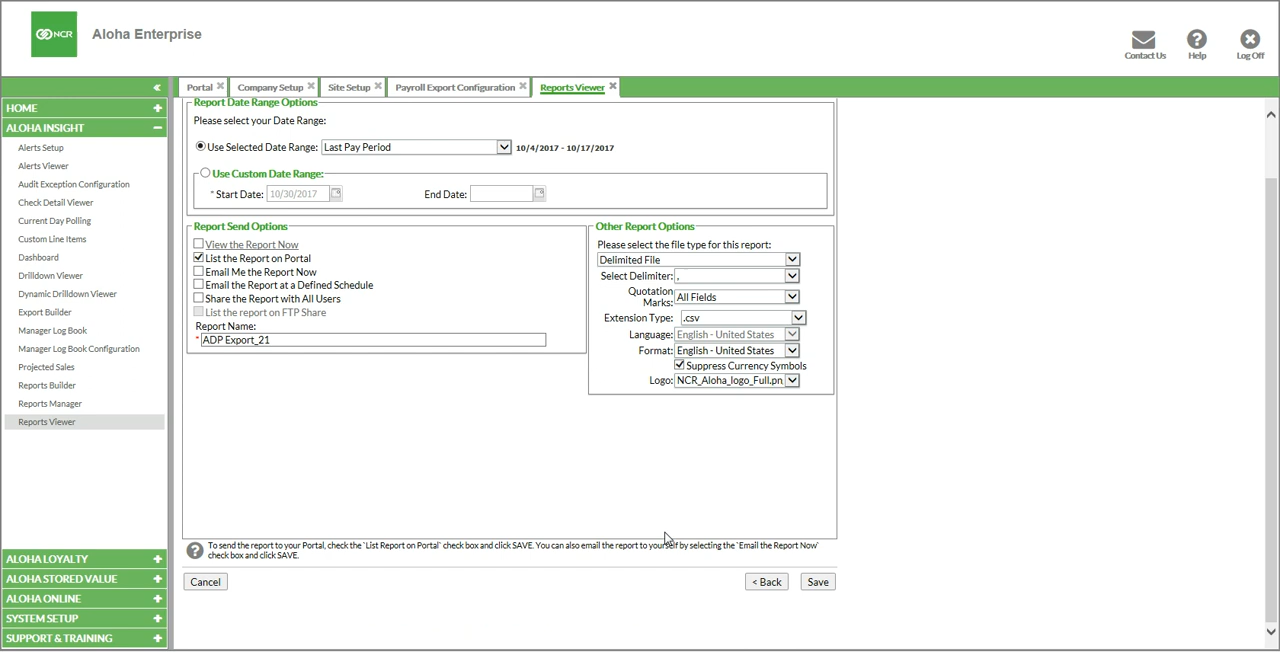 NCR
Aloha Enterprise
Contact Us
Help
Log Off
«
Portal
Company Setup
Site Setup
Payroll Export Configuration
Reports Viewer
HOME
ALOHA INSIGHT
Alerts Setup
Alerts Viewer
Audit Exception Configuration
Check Detail Viewer
Current Day Polling
Custom Line Items
Dashboard
Drilldown Viewer
Dynamic Drilldown Viewer
Export Builder
Manager Log Book
Manager Log Book Configuration
Projected Sales
Reports Builder
Reports Manager
Reports Viewer
ALOHA LOYALTY
ALOHA STORED VALUE
ALOHA ONLINE
SYSTEM SETUP
SUPPORT & TRAINING
Report Date Range Options
Please select your Date Range:
Use Selected Date Range: Last Pay Period 10/4/2017 - 10/17/2017
Use Custom Date Range:
* Start Date: 10/30/2017 End Date:
Report Send Options
View the Report Now
List the Report on Portal
Email Me the Report Now
Email the Report at a Defined Schedule
Share the Report with All Users
List the report on FTP Share
Report Name:
* ADP Export_21
Other Report Options
Please select the file type for this report:
Delimited File
Select Delimiter: ,
Quotation Marks: All Fields
Extension Type: .csv
Language: English - United States
Format: English - United States
Suppress Currency Symbols
Logo: NCR_Aloha_logo_Full.pn
To send the report to your Portal, check the `List Report on Portal` check box and click SAVE. You can also email the report to yourself by selecting the `Email the Report Now`
check box and click SAVE.
Cancel
< Back
Save